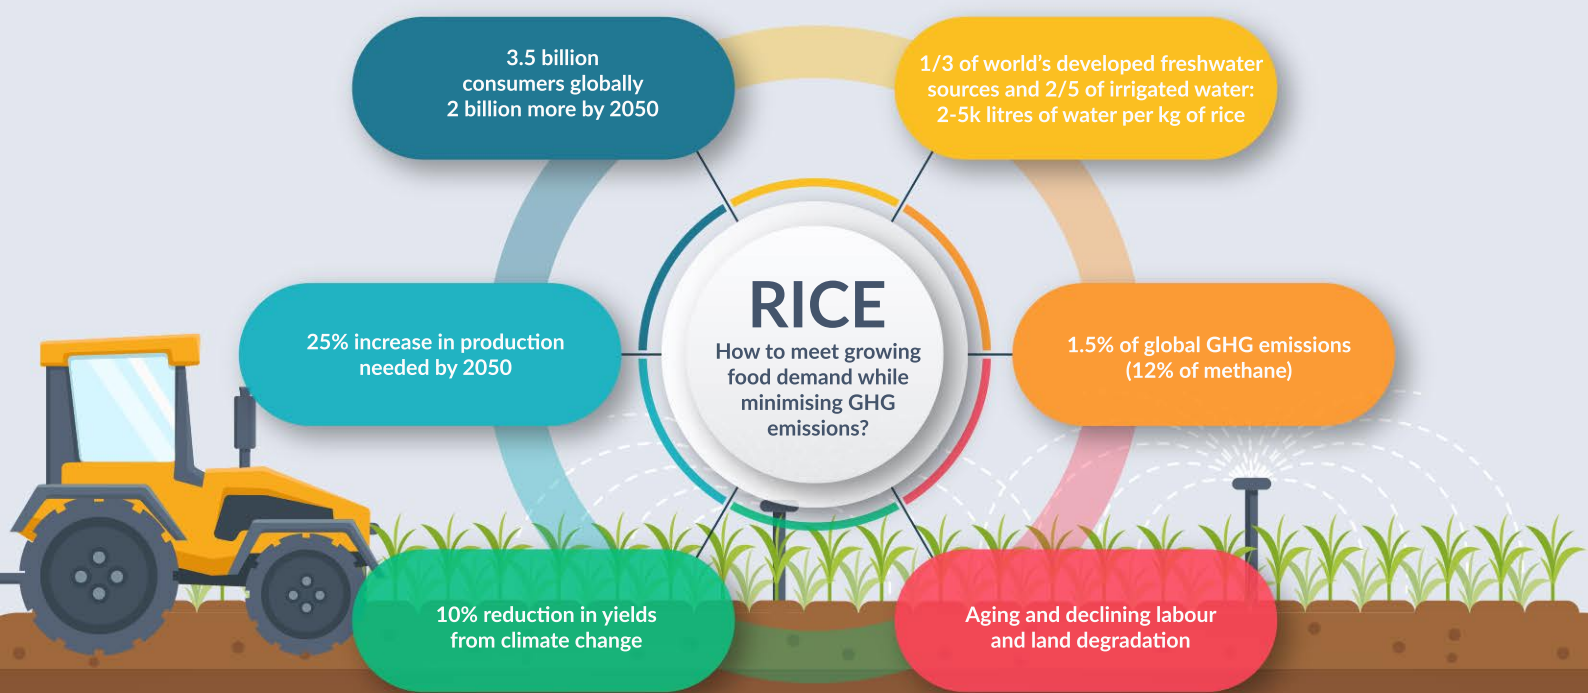 3.5 billion
consumers globally
2 billion more by 2050
1/3 of world's developed freshwater
sources and 2/5 of irrigated water:
2-5k litres of water per kg of rice
25% increase in production
needed by 2050
RICE
How to meet growing
food demand while
minimising GHG
emissions?
1.5% of global GHG emissions
(12% of methane)
10% reduction in yields
from climate change
Aging and declining labour
and land degradation